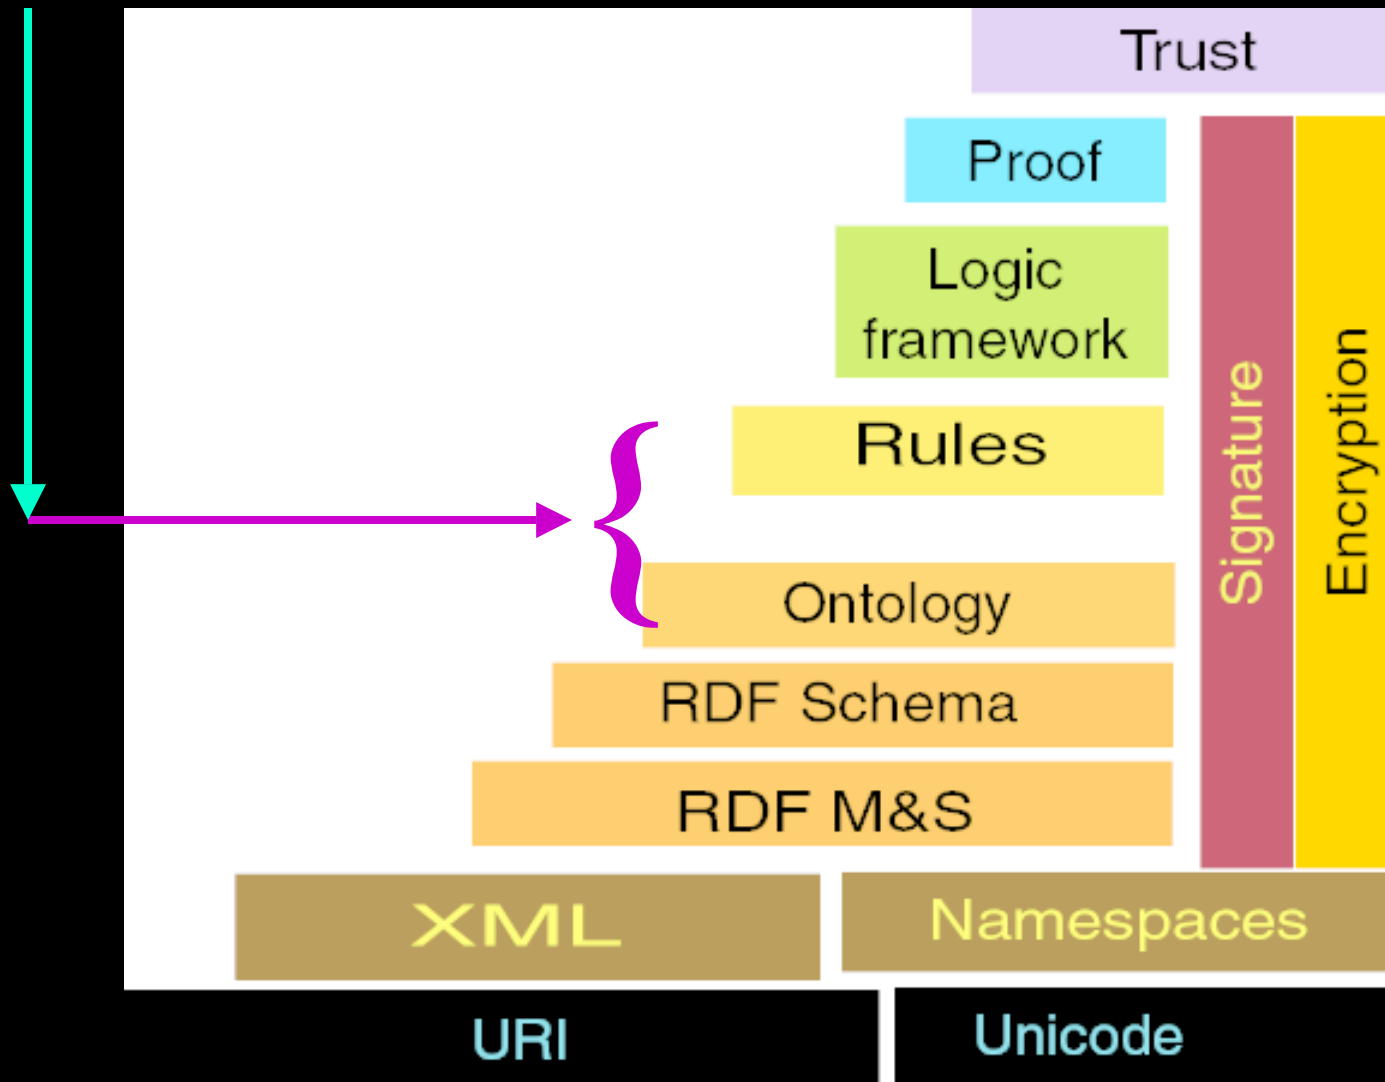 Trust
Proof
Logic
framework
Rules
Signature
Encryption
Ontology
RDF Schema
RDF M&S
XML
Namespaces
URI
Unicode